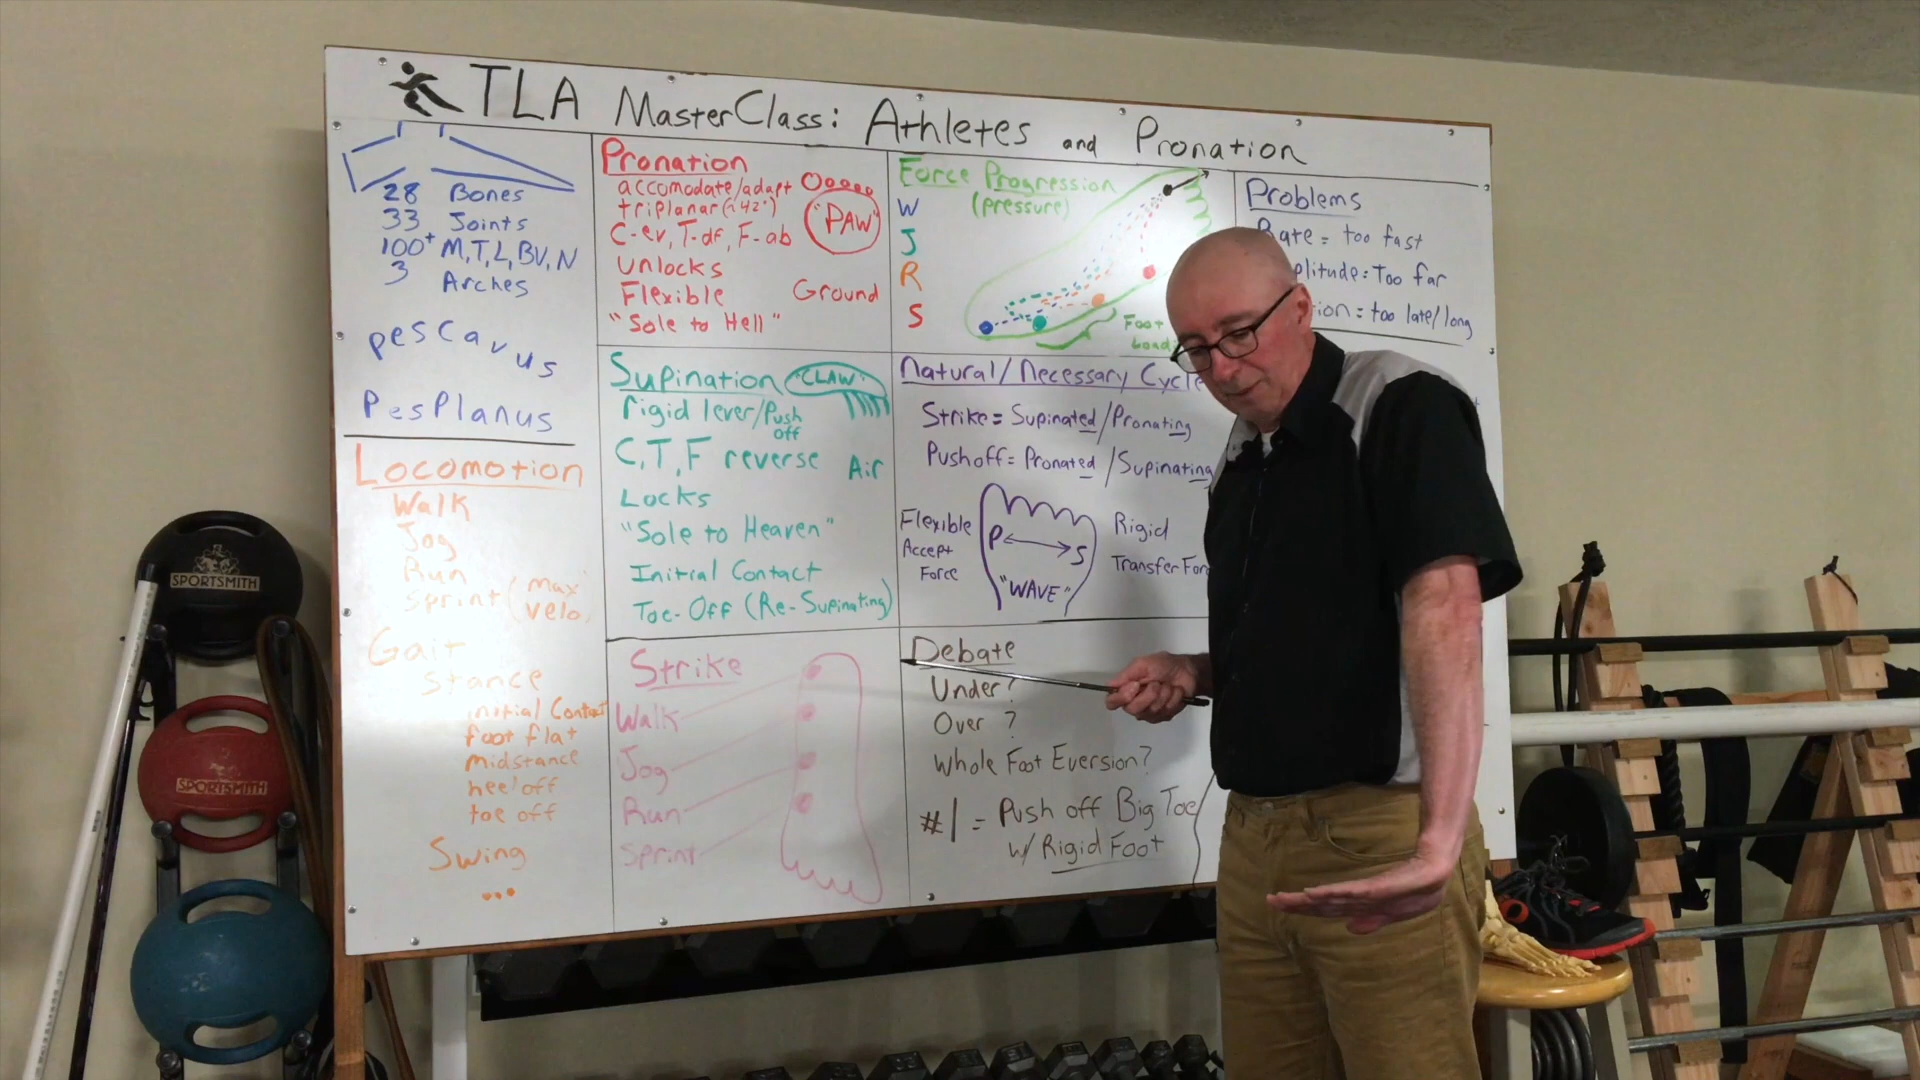 TLA MasterClass: Athletes and Pronation
28 Bones
33 Joints
100+ M,T,L,BV,N
3 Arches
pes Cavus
Pes Planus
Locomotion
Walk
Jog
Run
Sprint (max
velo.
Gait
Stance
initial Contact
foot flat
midstance
heel off
toe off
Swing
...
Pronation
accomodate/adapt
triplanar (~42°)
"PAW"
C-ev, T-df, F-ab
Unlocks
Flexible
Ground
"Sole to Hell"
Supination
"CLAW"
rigid lever/Push
off
C,T,F reverse
Air
Locks
"Sole to Heaven"
Initial Contact
Toe-Off (Re-Supinating)
Strike
Walk
Jog
Run
Sprint
Force Progression
(pressure)
W
J
R
S
Foot
Loadi
Natural/Necessary Cycle
Strike = Supinated/Pronating
Pushoff = Pronated/Supinating
Flexible
Accept
Force
P
S
"WAVE"
Rigid
Transfer For
Debate
Under?
Over ?
Whole Foot Eversion?
#1 = Push off Big Toe
w/ Rigid Foot
Problems
Rate = too fast
plitude: Too far
ion = too late/long
SPORTSMITH
SPORTSMITH